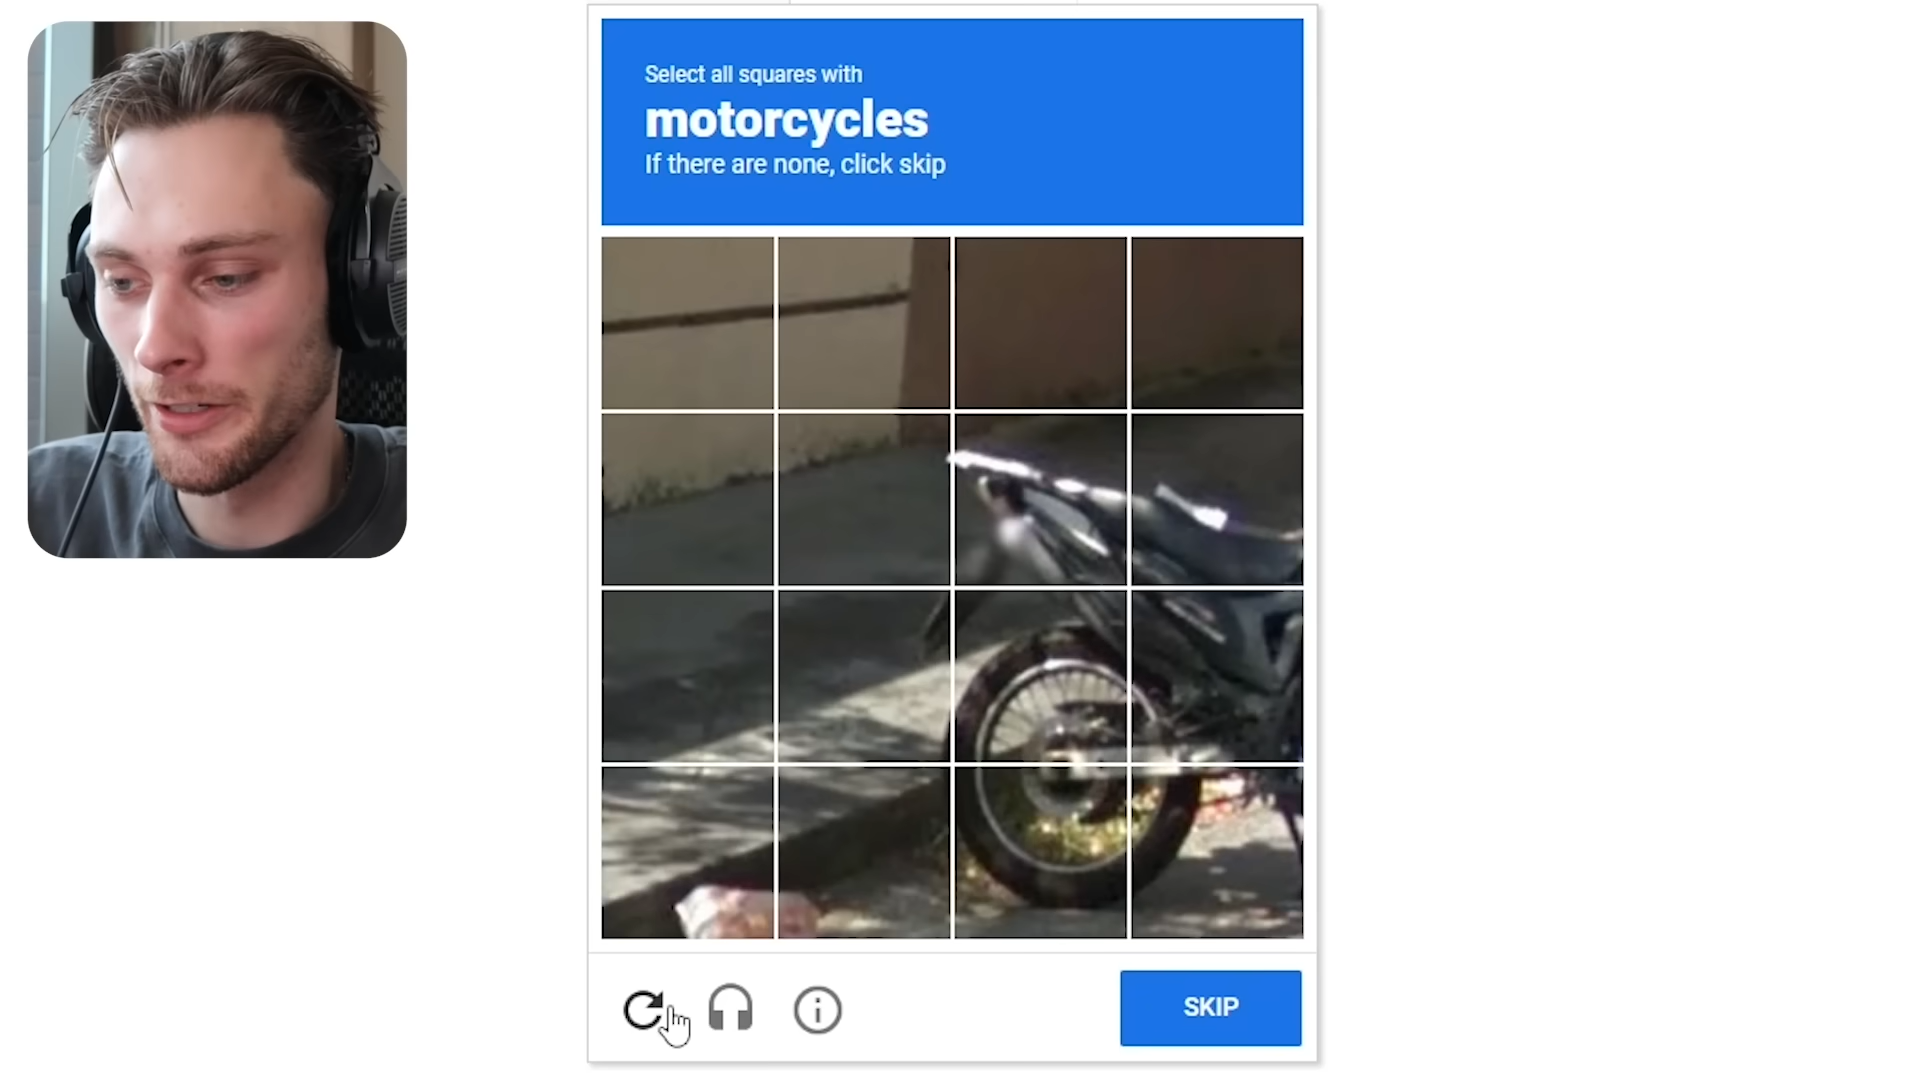 Select all squares with
motorcycles
If there are none, click skip
SKIP